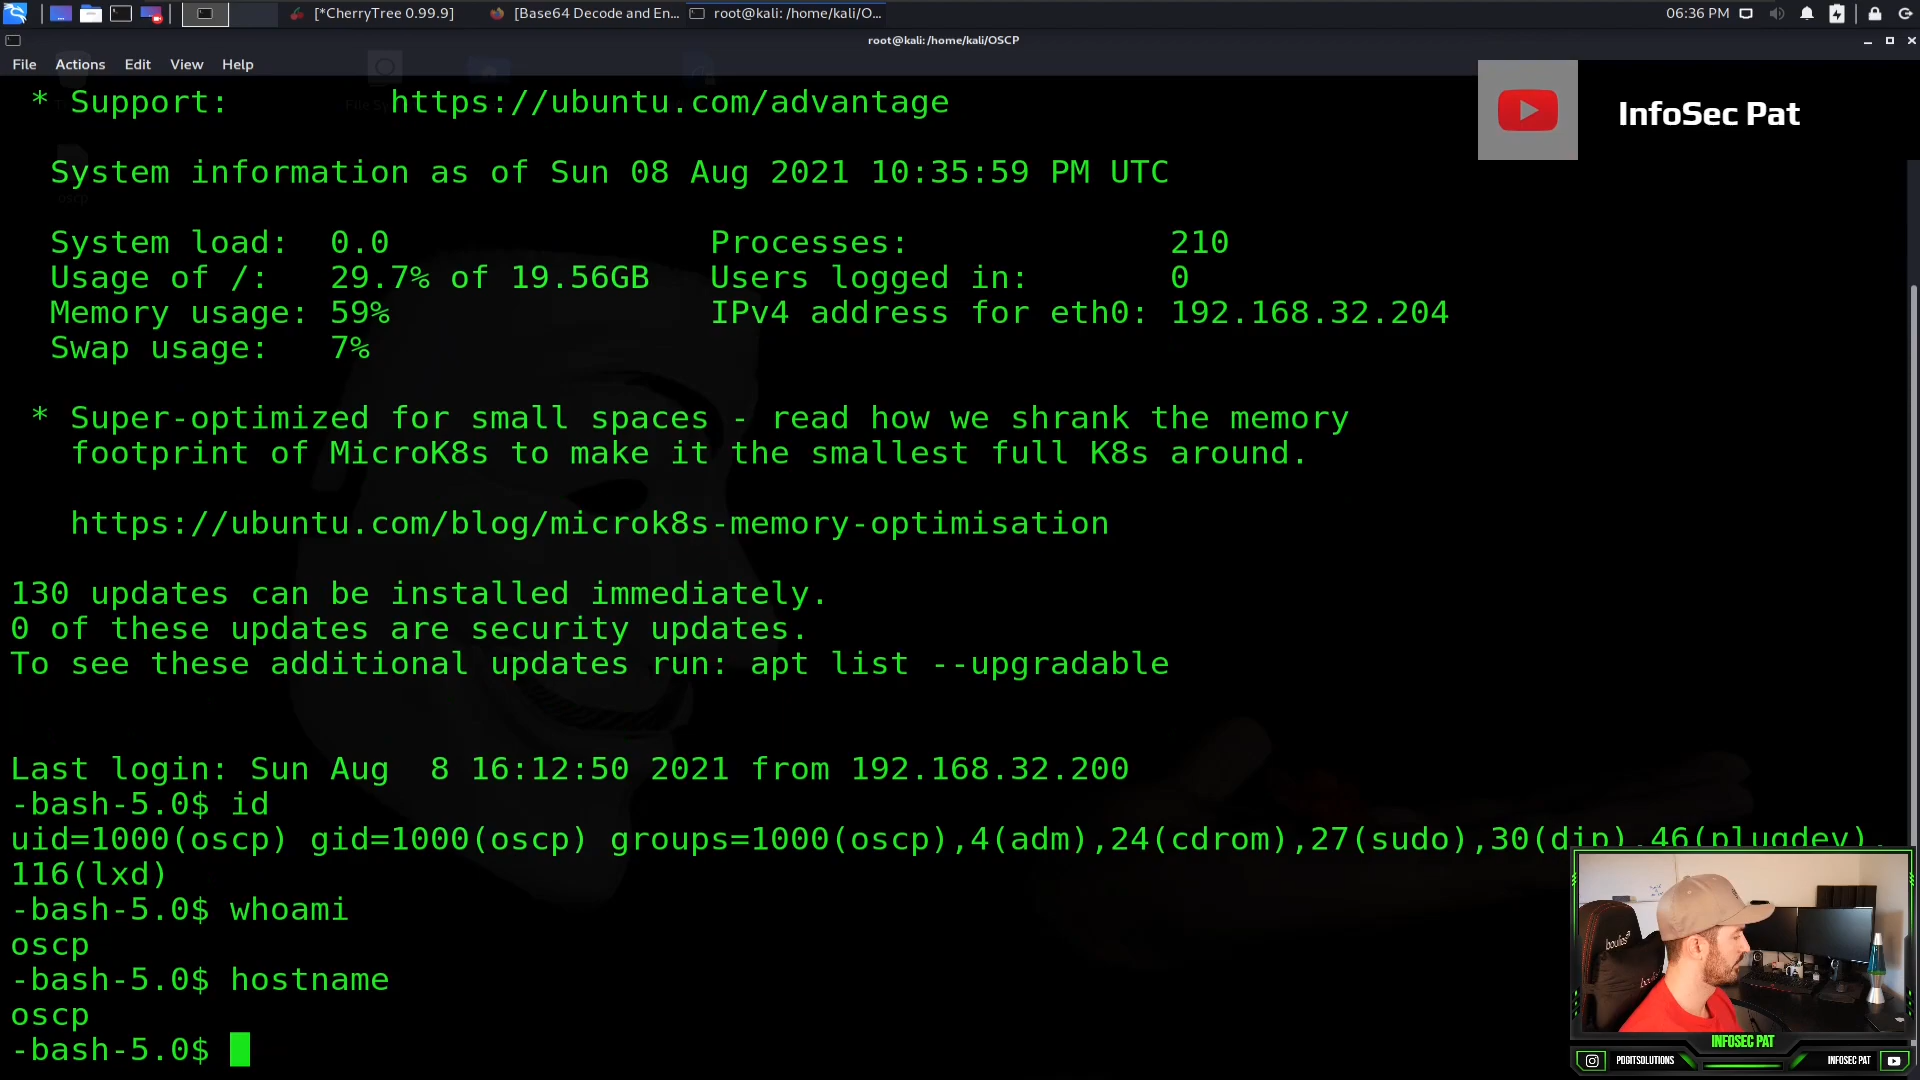 06:36 PM
[*CherryTree 0.99.9]
[Base64 Decode and En...
root@kali: /home/kali/O...
root@kali: /home/kali/OSCP
File Actions Edit View Help
InfoSec Pat
* Support: https://ubuntu.com/advantage
System information as of Sun 08 Aug 2021 10:35:59 PM UTC
System load: 0.0 Processes: 210
Usage of /: 29.7% of 19.56GB Users logged in: 0
Memory usage: 59% IPv4 address for eth0: 192.168.32.204
Swap usage: 7%
* Super-optimized for small spaces - read how we shrank the memory
footprint of MicroK8s to make it the smallest full K8s around.
https://ubuntu.com/blog/microk8s-memory-optimisation
130 updates can be installed immediately.
0 of these updates are security updates.
To see these additional updates run: apt list --upgradable
Last login: Sun Aug  8 16:12:50 2021 from 192.168.32.200
-bash-5.0$ id
uid=1000(oscp) gid=1000(oscp) groups=1000(oscp),4(adm),24(cdrom),27(sudo),30(dip),46(plugdev),
116(lxd)
-bash-5.0$ whoami
oscp
-bash-5.0$ hostname
oscp
-bash-5.0$
INFOSEC PAT
PODITSOLUTIONS
INFOSEC PAT